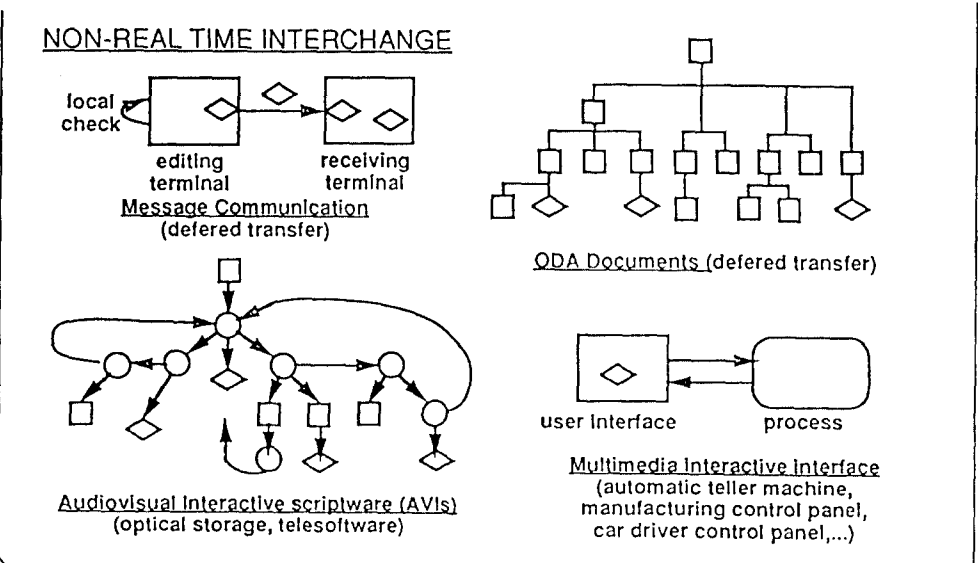 NON-REAL TIME INTERCHANGE
local
check
editing
terminal
receiving
terminal
Message Communication
(defered transfer)
ODA Documents (defered transfer)
user Interface
process
Multimedia Interactive Interface
(automatic teller machine,
manufacturing control panel,
car driver control panel,...)
Audiovisual Interactive scriptware (AVIs)
(optical storage, telesoftware)